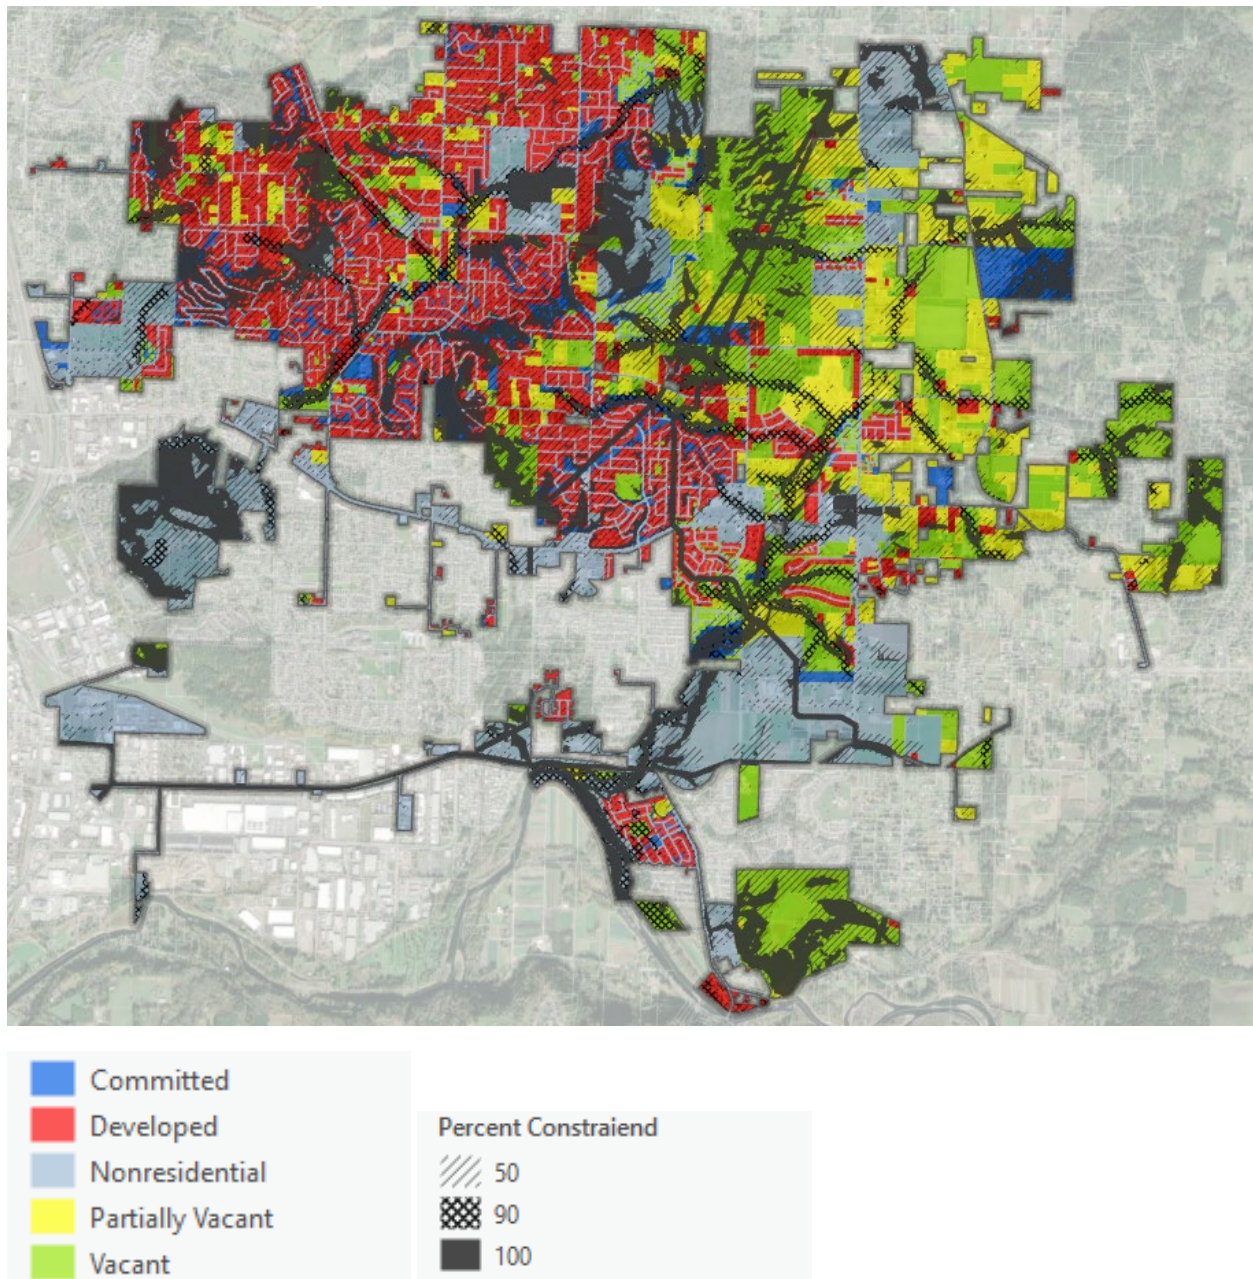 Committed
Developed
Nonresidential
Partially Vacant
Vacant
Percent Constraiend
50
90
100